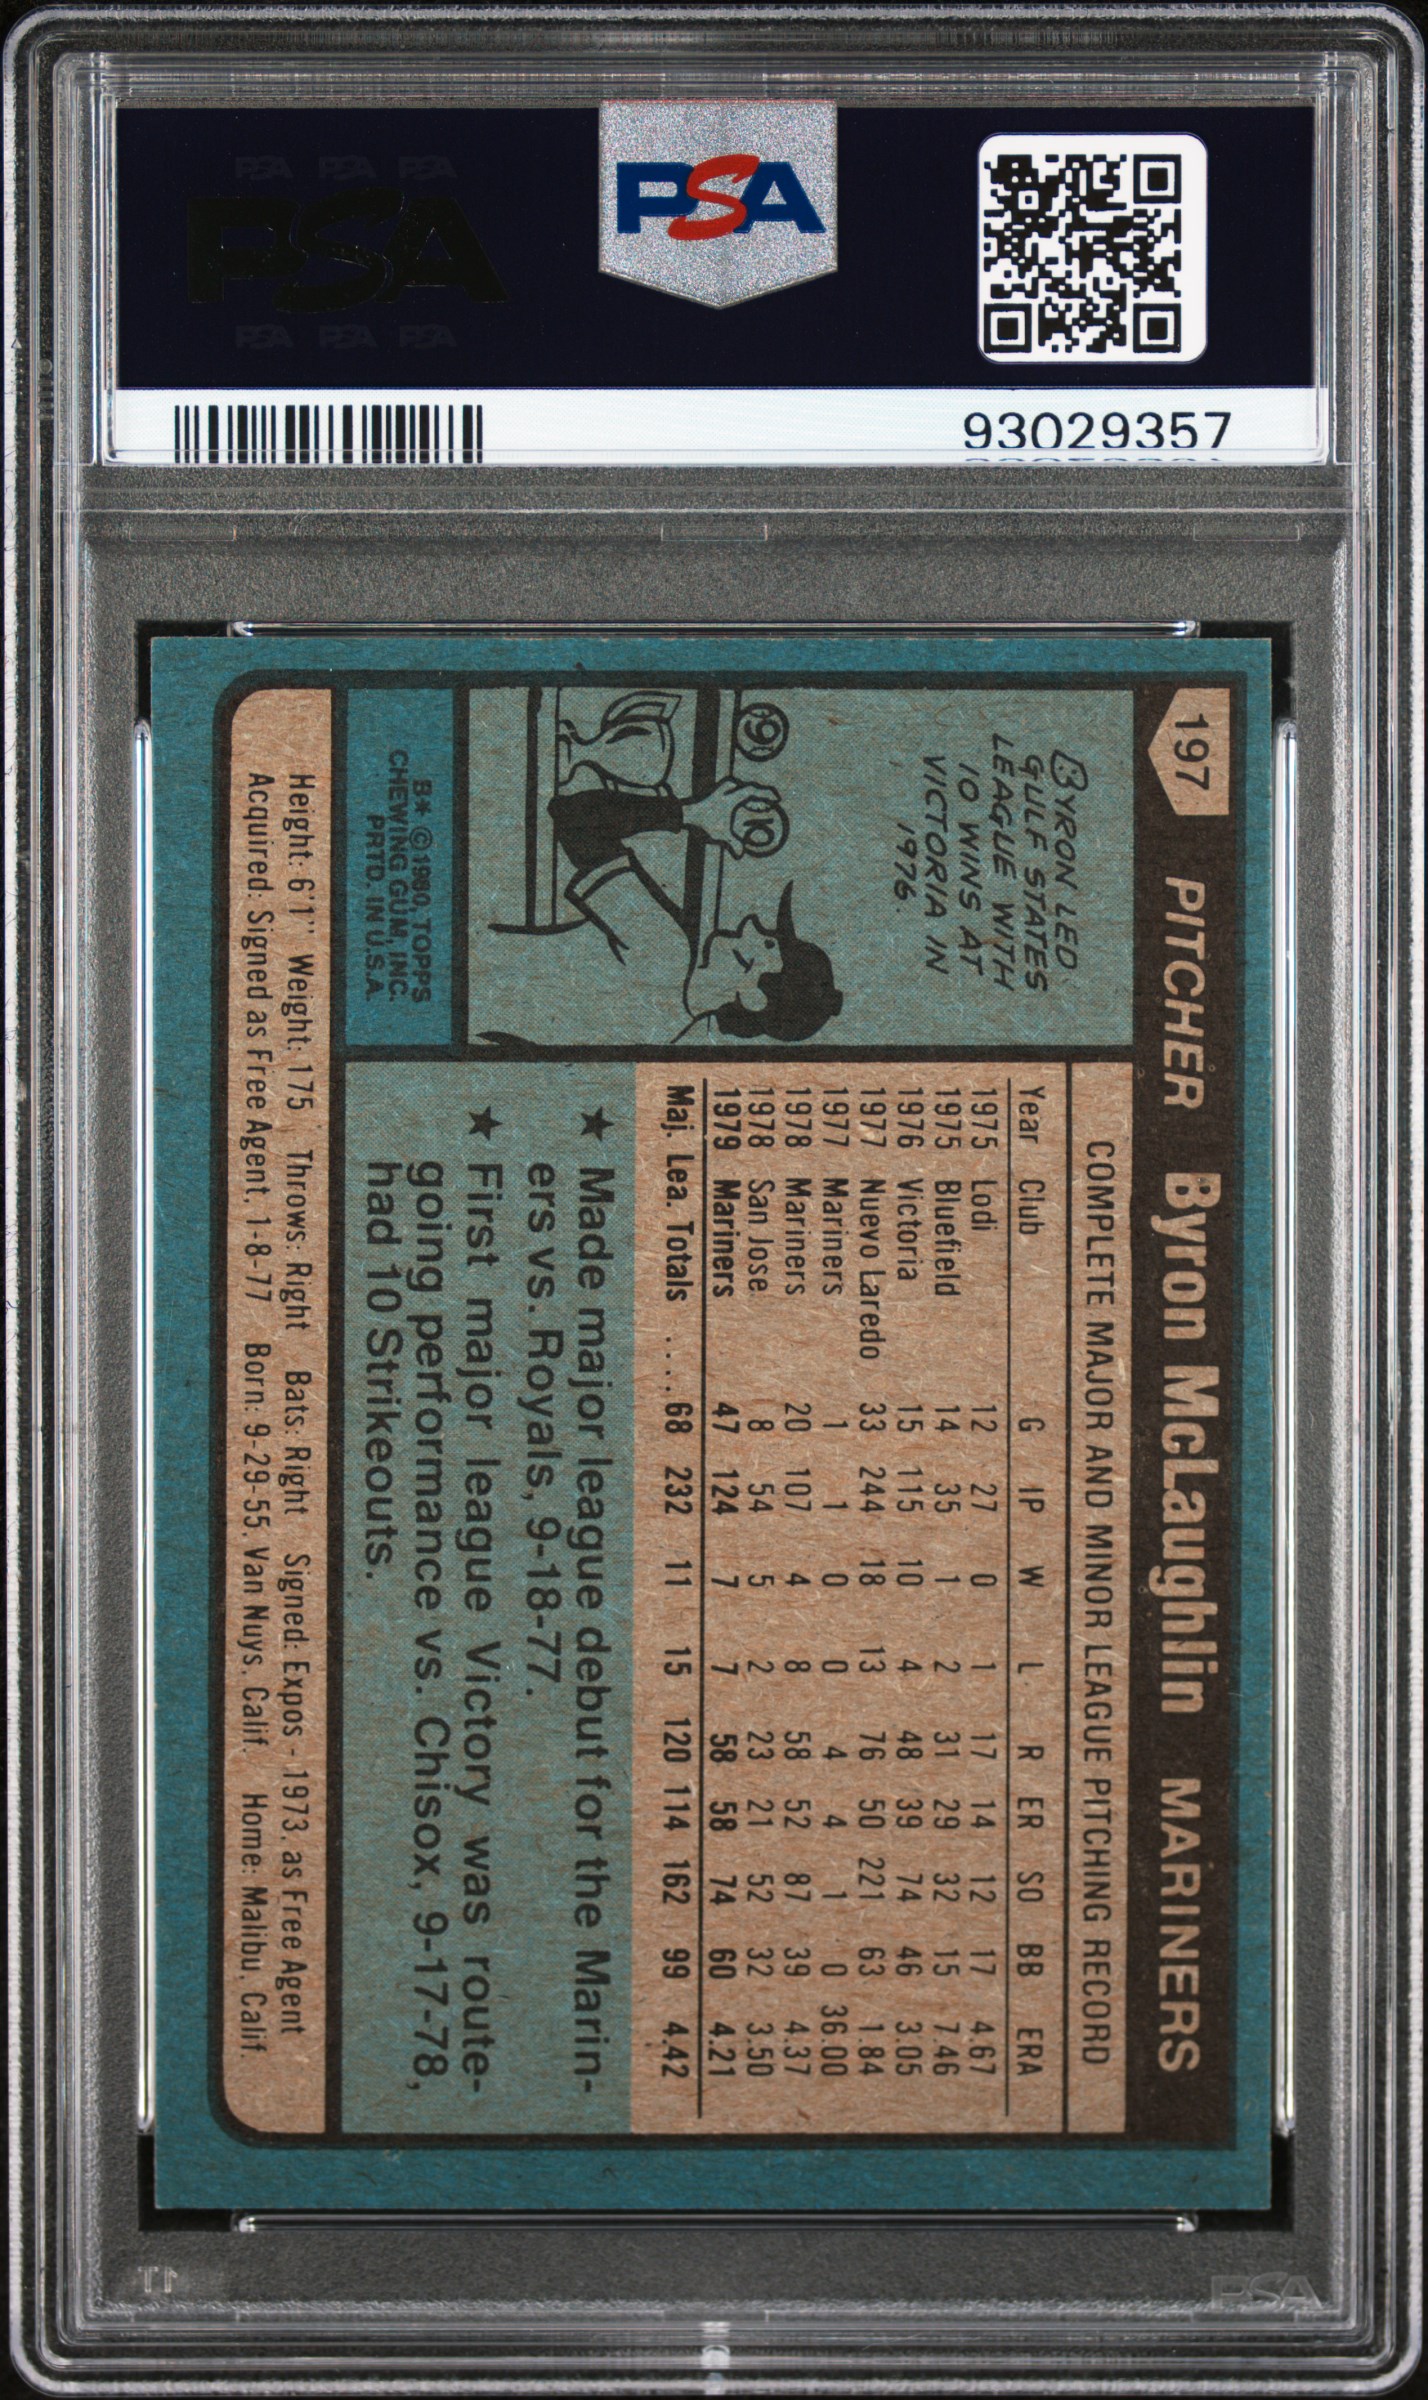 PSA PSA PSA
PSA
PSA PSA PSA
PSA
93029357
197 PITCHER Byron McLaughlin MARINERS
BYRON LED
GULF STATES
LEAGUE WITH
10 WINS AT
VICTORIA IN
1976.
9 10
B* © 1980, TOPPS
CHEWING GUM, INC.
PRTD. IN U.S.A.
COMPLETE MAJOR AND MINOR LEAGUE PITCHING RECORD
Year Club G IP W L R ER SO BB ERA
1975 Lodi 12 27 0 1 17 14 12 17 4.67
1975 Bluefield 14 35 1 2 31 29 32 15 7.46
1976 Victoria 15 115 10 4 48 39 74 46 3.05
1977 Nuevo Laredo 33 244 18 13 76 50 221 63 1.84
1977 Mariners 1 1 0 0 4 4 1 0 36.00
1978 Mariners 20 107 4 8 58 52 87 39 4.37
1978 San Jose 8 54 5 2 23 21 52 32 3.50
1979 Mariners 47 124 7 7 58 58 74 60 4.21
Maj. Lea. Totals ....68 232 11 15 120 114 162 99 4.42
★ Made major league debut for the Marin-
ers vs. Royals, 9-18-77.
★ First major league Victory was route-
going performance vs. Chisox, 9-17-78,
had 10 Strikeouts.
Height: 6'1" Weight: 175 Throws: Right Bats: Right Signed: Expos - 1973, as Free Agent
Acquired: Signed as Free Agent, 1-8-77 Born: 9-29-55, Van Nuys, Calif. Home: Malibu, Calif.
PSA